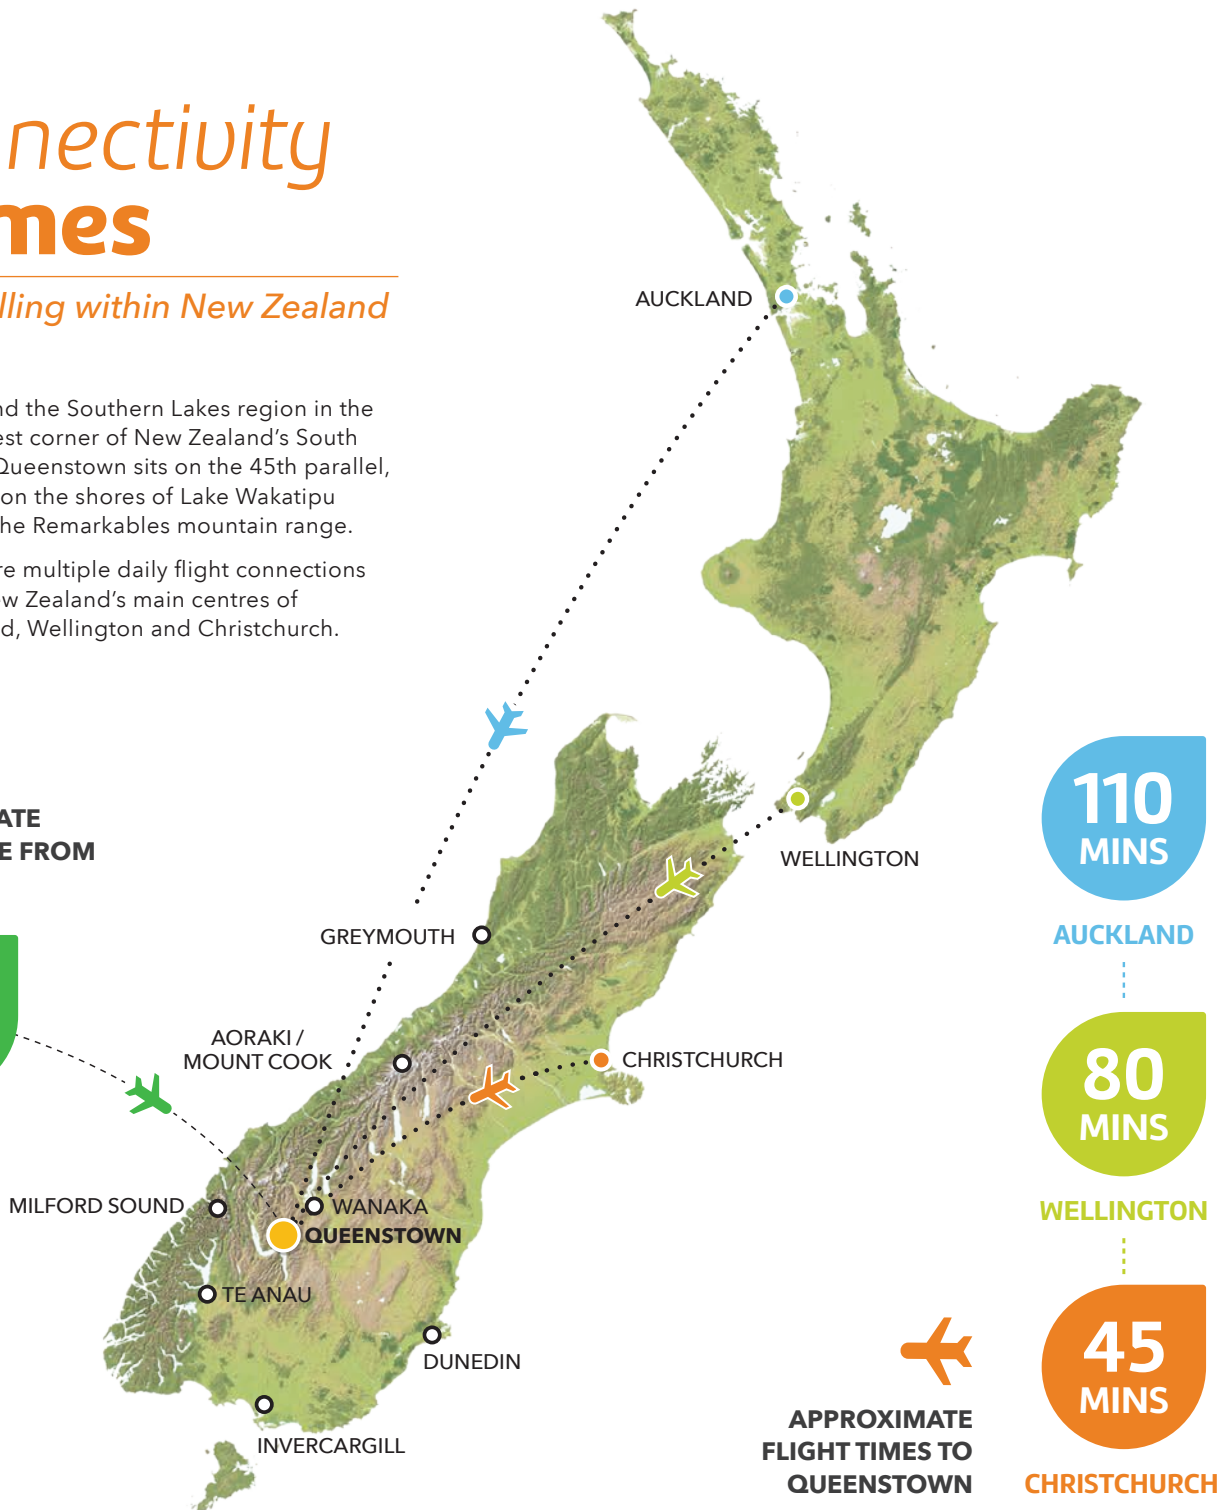 nectivity
mes
lling within New Zealand
nd the Southern Lakes region in the
est corner of New Zealand's South
Queenstown sits on the 45th parallel,
on the shores of Lake Wakatipu
he Remarkables mountain range.
re multiple daily flight connections
w Zealand's main centres of
d, Wellington and Christchurch.
ATE
E FROM
AUCKLAND
WELLINGTON
GREYMOUTH
AORAKI /
MOUNT COOK
CHRISTCHURCH
MILFORD SOUND
WANAKA
QUEENSTOWN
TE ANAU
DUNEDIN
INVERCARGILL
110
MINS
AUCKLAND
80
MINS
WELLINGTON
45
MINS
CHRISTCHURCH
APPROXIMATE
FLIGHT TIMES TO
QUEENSTOWN